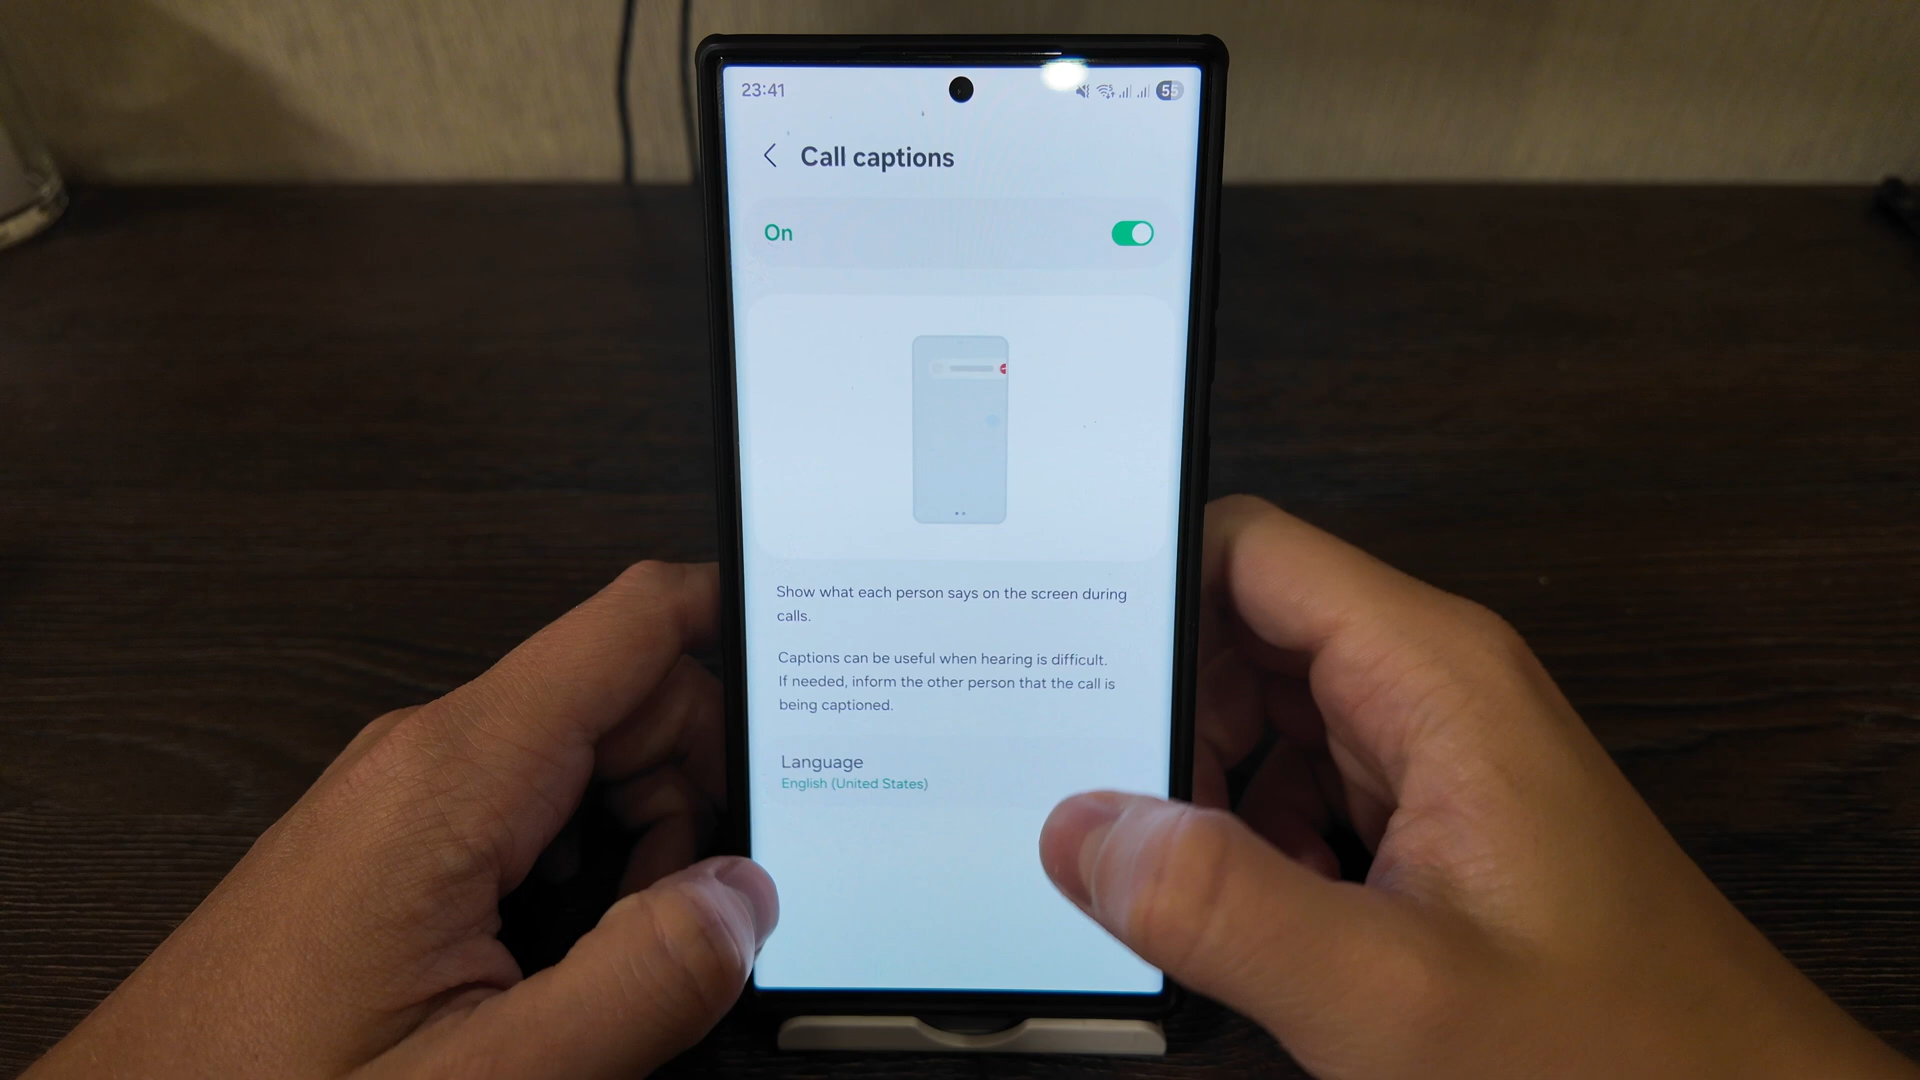 23:41
55
Call captions
On
Show what each person says on the screen during
calls.
Captions can be useful when hearing is difficult.
If needed, inform the other person that the call is
being captioned.
Language
English (United States)